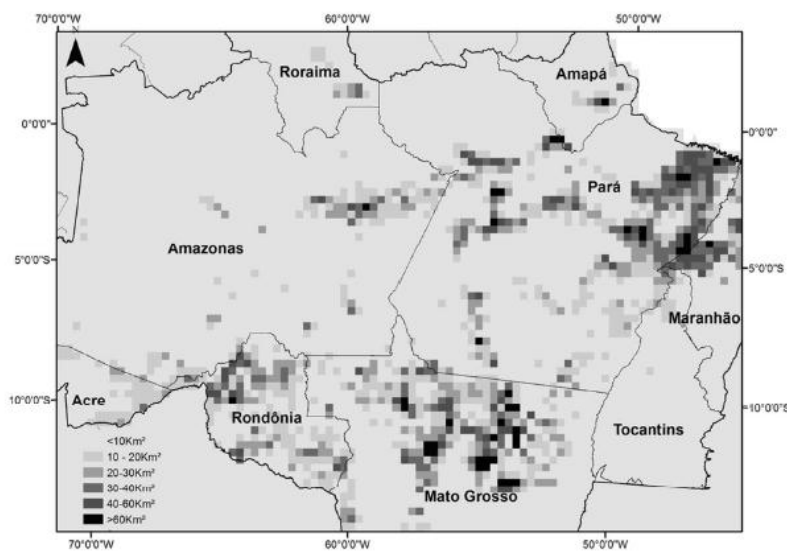 70°0'0"W 60°0'0"W 50°0'0"W
N
Roraima
Amapá
0°0'0"
0°0'0"
Pará
Amazonas
5°0'0"S
5°0'0"S
Maranhão
Acre
Rondônia
10°0'0"S
10°0'0"S
Tocantins
Mato Grosso
<10Km²
10 - 20Km²
20-30Km²
30-40Km²
40-60Km²
>60Km²
70°0'0"W 60°0'0"W 50°0'0"W